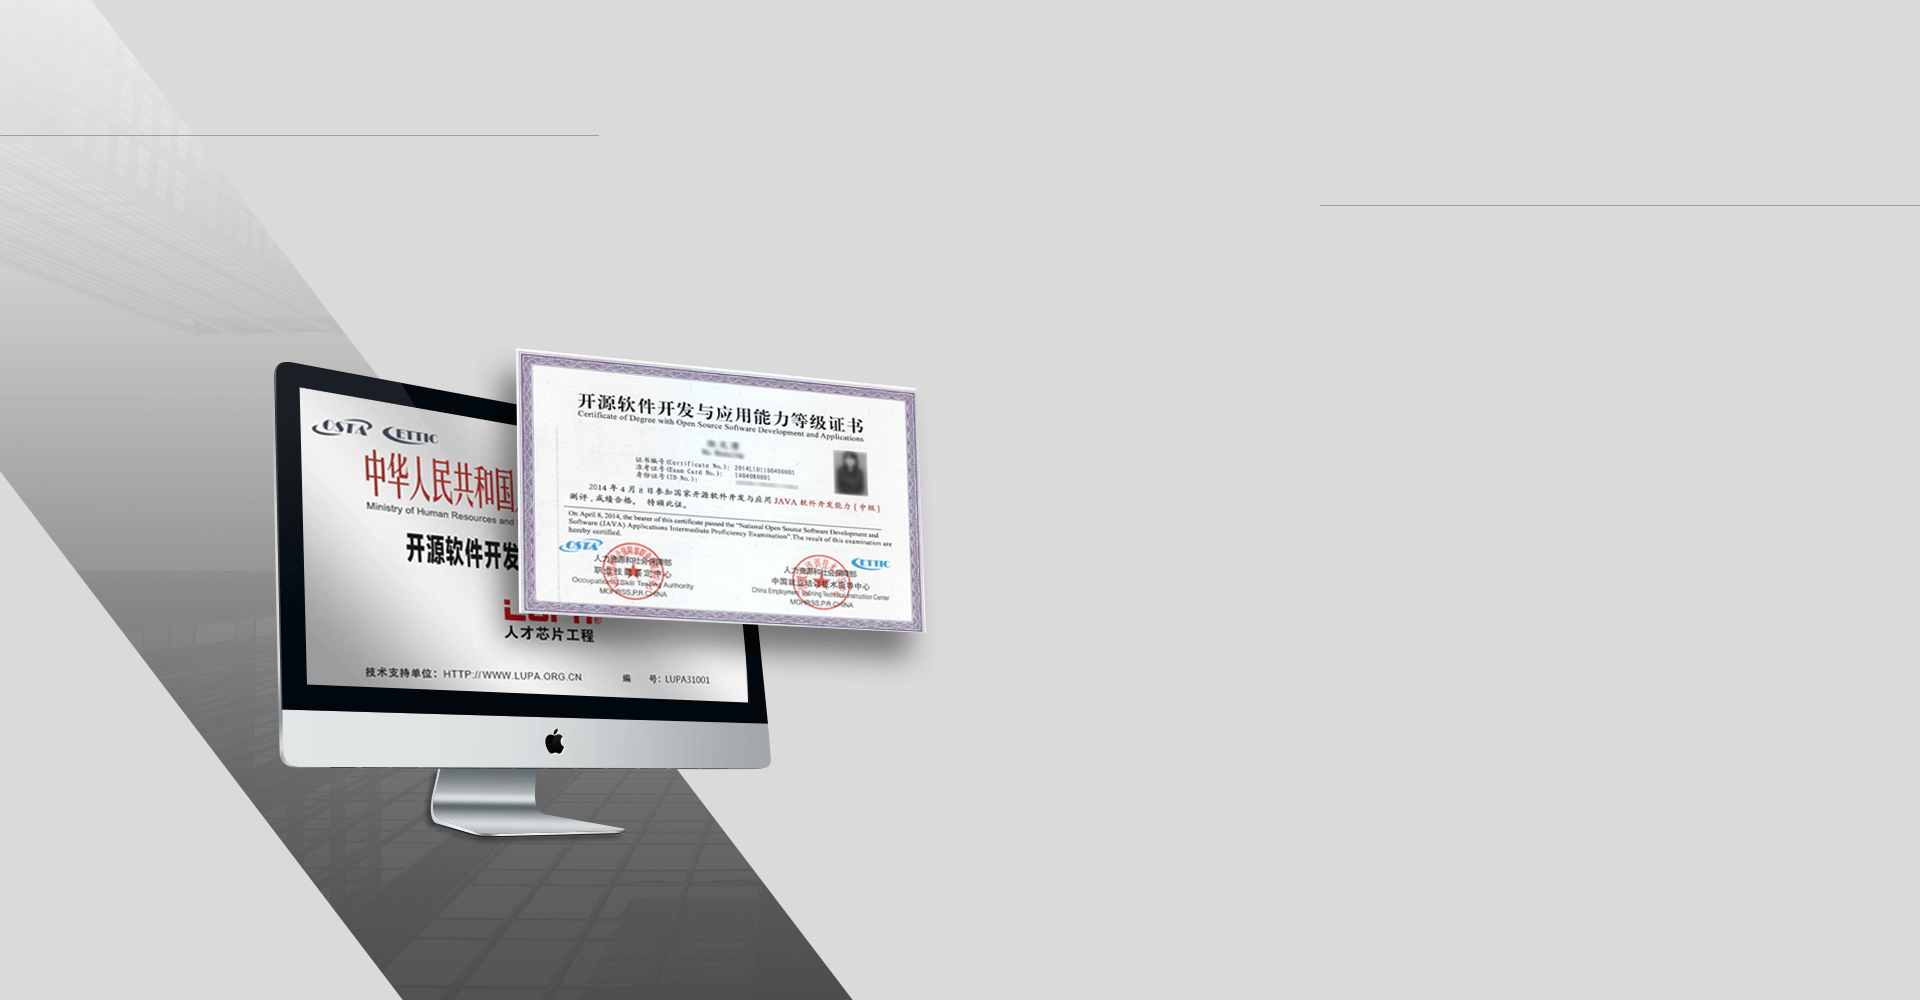 OSTA CETTIC
中华人民共和国
Ministry of Human Resources and
开源软件开发
LUPA®
人才芯片工程
技术支持单位：HTTP://WWW.LUPA.ORG.CN 编 号：LUPA31001
开源软件开发与应用能力等级证书
Certificate of Degree with Open Source Software Development and Applications
证书编号(Certificate No.): 2014L101100400001
准考证号(Exam Card No.): 1404080001
身份证号(ID No.):
2014 年 4 月 8 日参加国家开源软件开发与应用 JAVA 软件开发能力 (中级)
测评，成绩合格， 特颁此证。
On April 8, 2014, the bearer of this certificate passed the "National Open Source Software Development and
Software (JAVA) Applications Intermediate Proficiency Examination".The result of this examination are
hereby certified.
OSTA
人力资源和社会保障部
职业技能鉴定中心
Occupational Skill Testing Authority
MOHRSS,P.R.CHINA
CETTIC
人力资源和社会保障部
中国就业培训技术指导中心
China Employment Training Technical Instruction Center
MOHRSS,P.R.CHINA